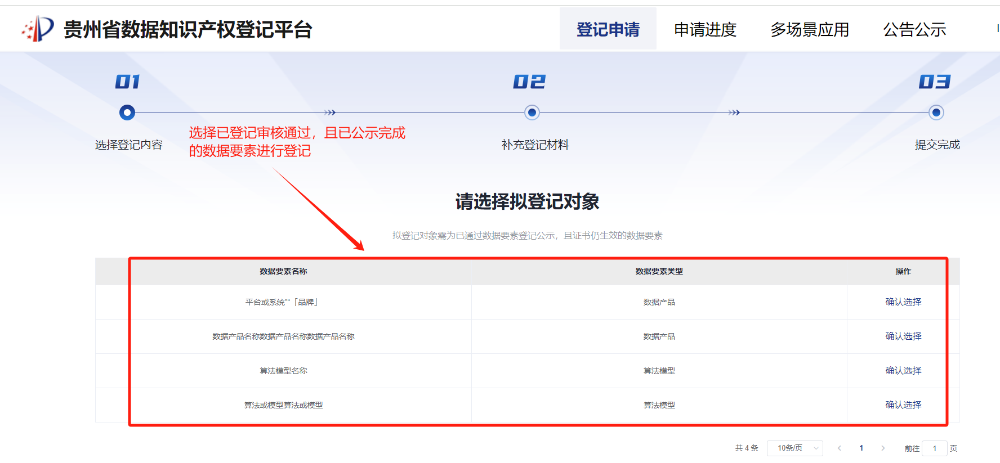 贵州省数据知识产权登记平台
登记申请
申请进度
多场景应用
公告公示
01
02
03
选择登记内容
选择已登记审核通过，且已公示完成
的数据要素进行登记
补充登记材料
提交完成
请选择拟登记对象
拟登记对象需为已通过数据要素登记公示，且证书仍生效的数据要素
数据要素名称 数据要素类型 操作
平台或系统”“「品牌」 数据产品 确认选择
数据产品名称数据产品名称数据产品名称 数据产品 确认选择
算法模型名称 算法模型 确认选择
算法或模型算法或模型 算法模型 确认选择
共 4 条 10条/页 1 前往 1 页